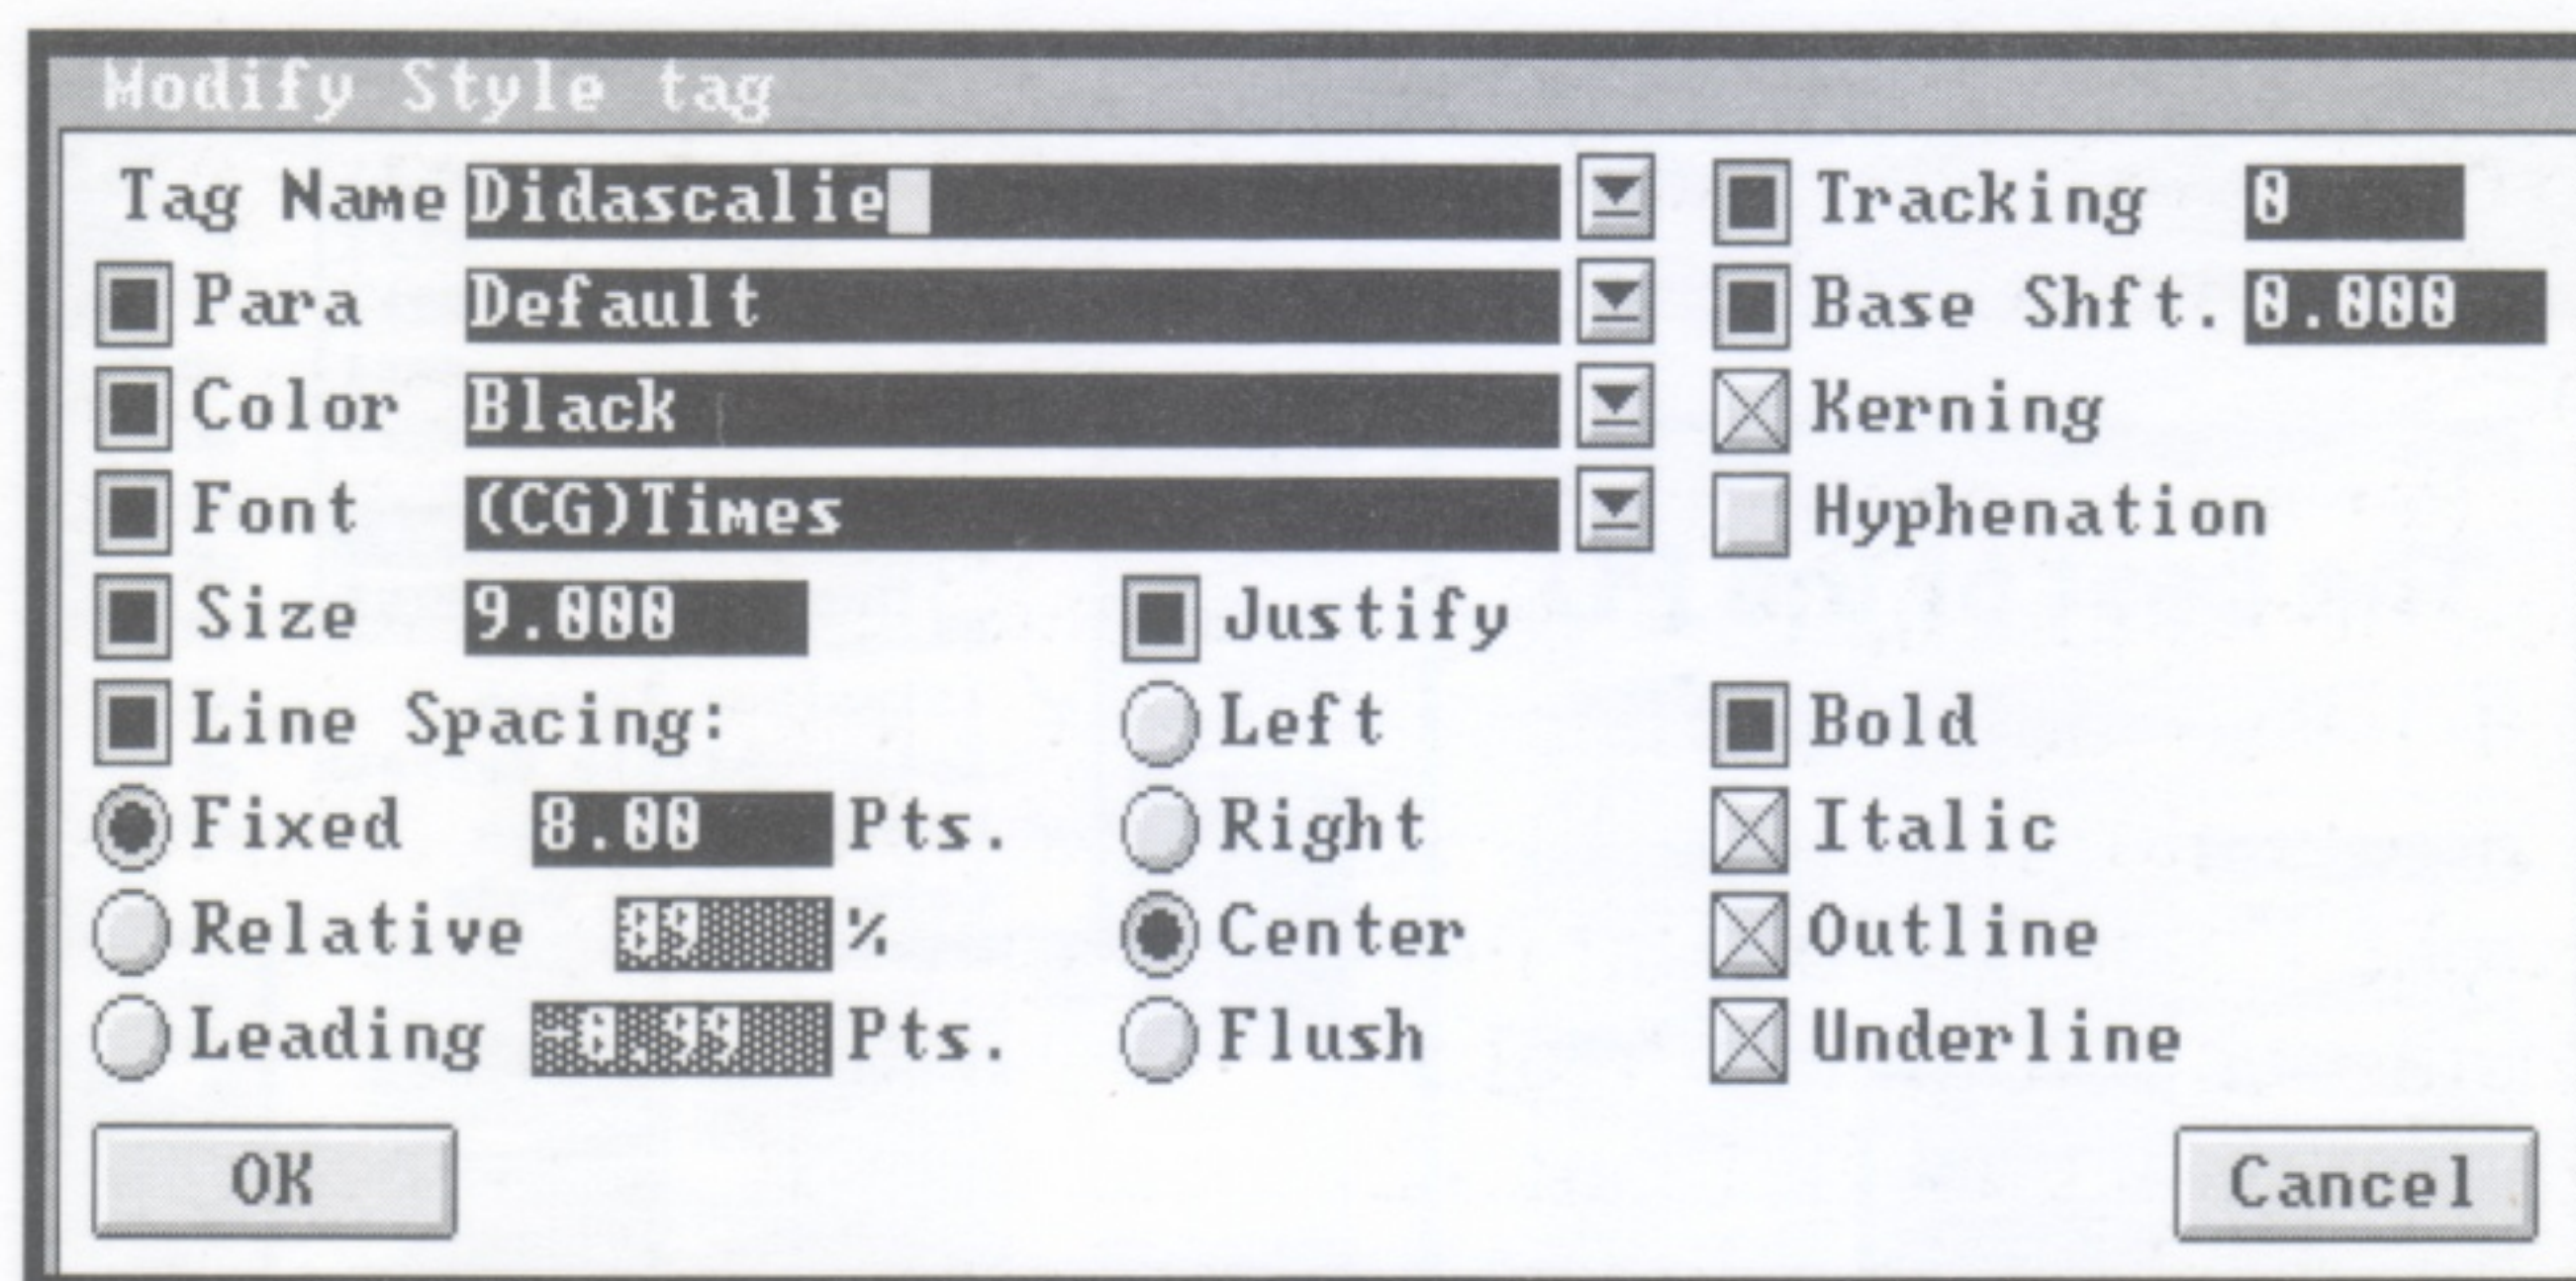 Modify Style tag
Tag Name Didascalie Tracking 0
Para Default Base Shft. 0.000
Color Black Kerning
Font (CG)Times Hyphenation
Size 9.000 Justify
Line Spacing: Left Bold
Fixed 8.00 Pts. Right Italic
Relative % Center Outline
Leading Pts. Flush Underline
OK Cancel